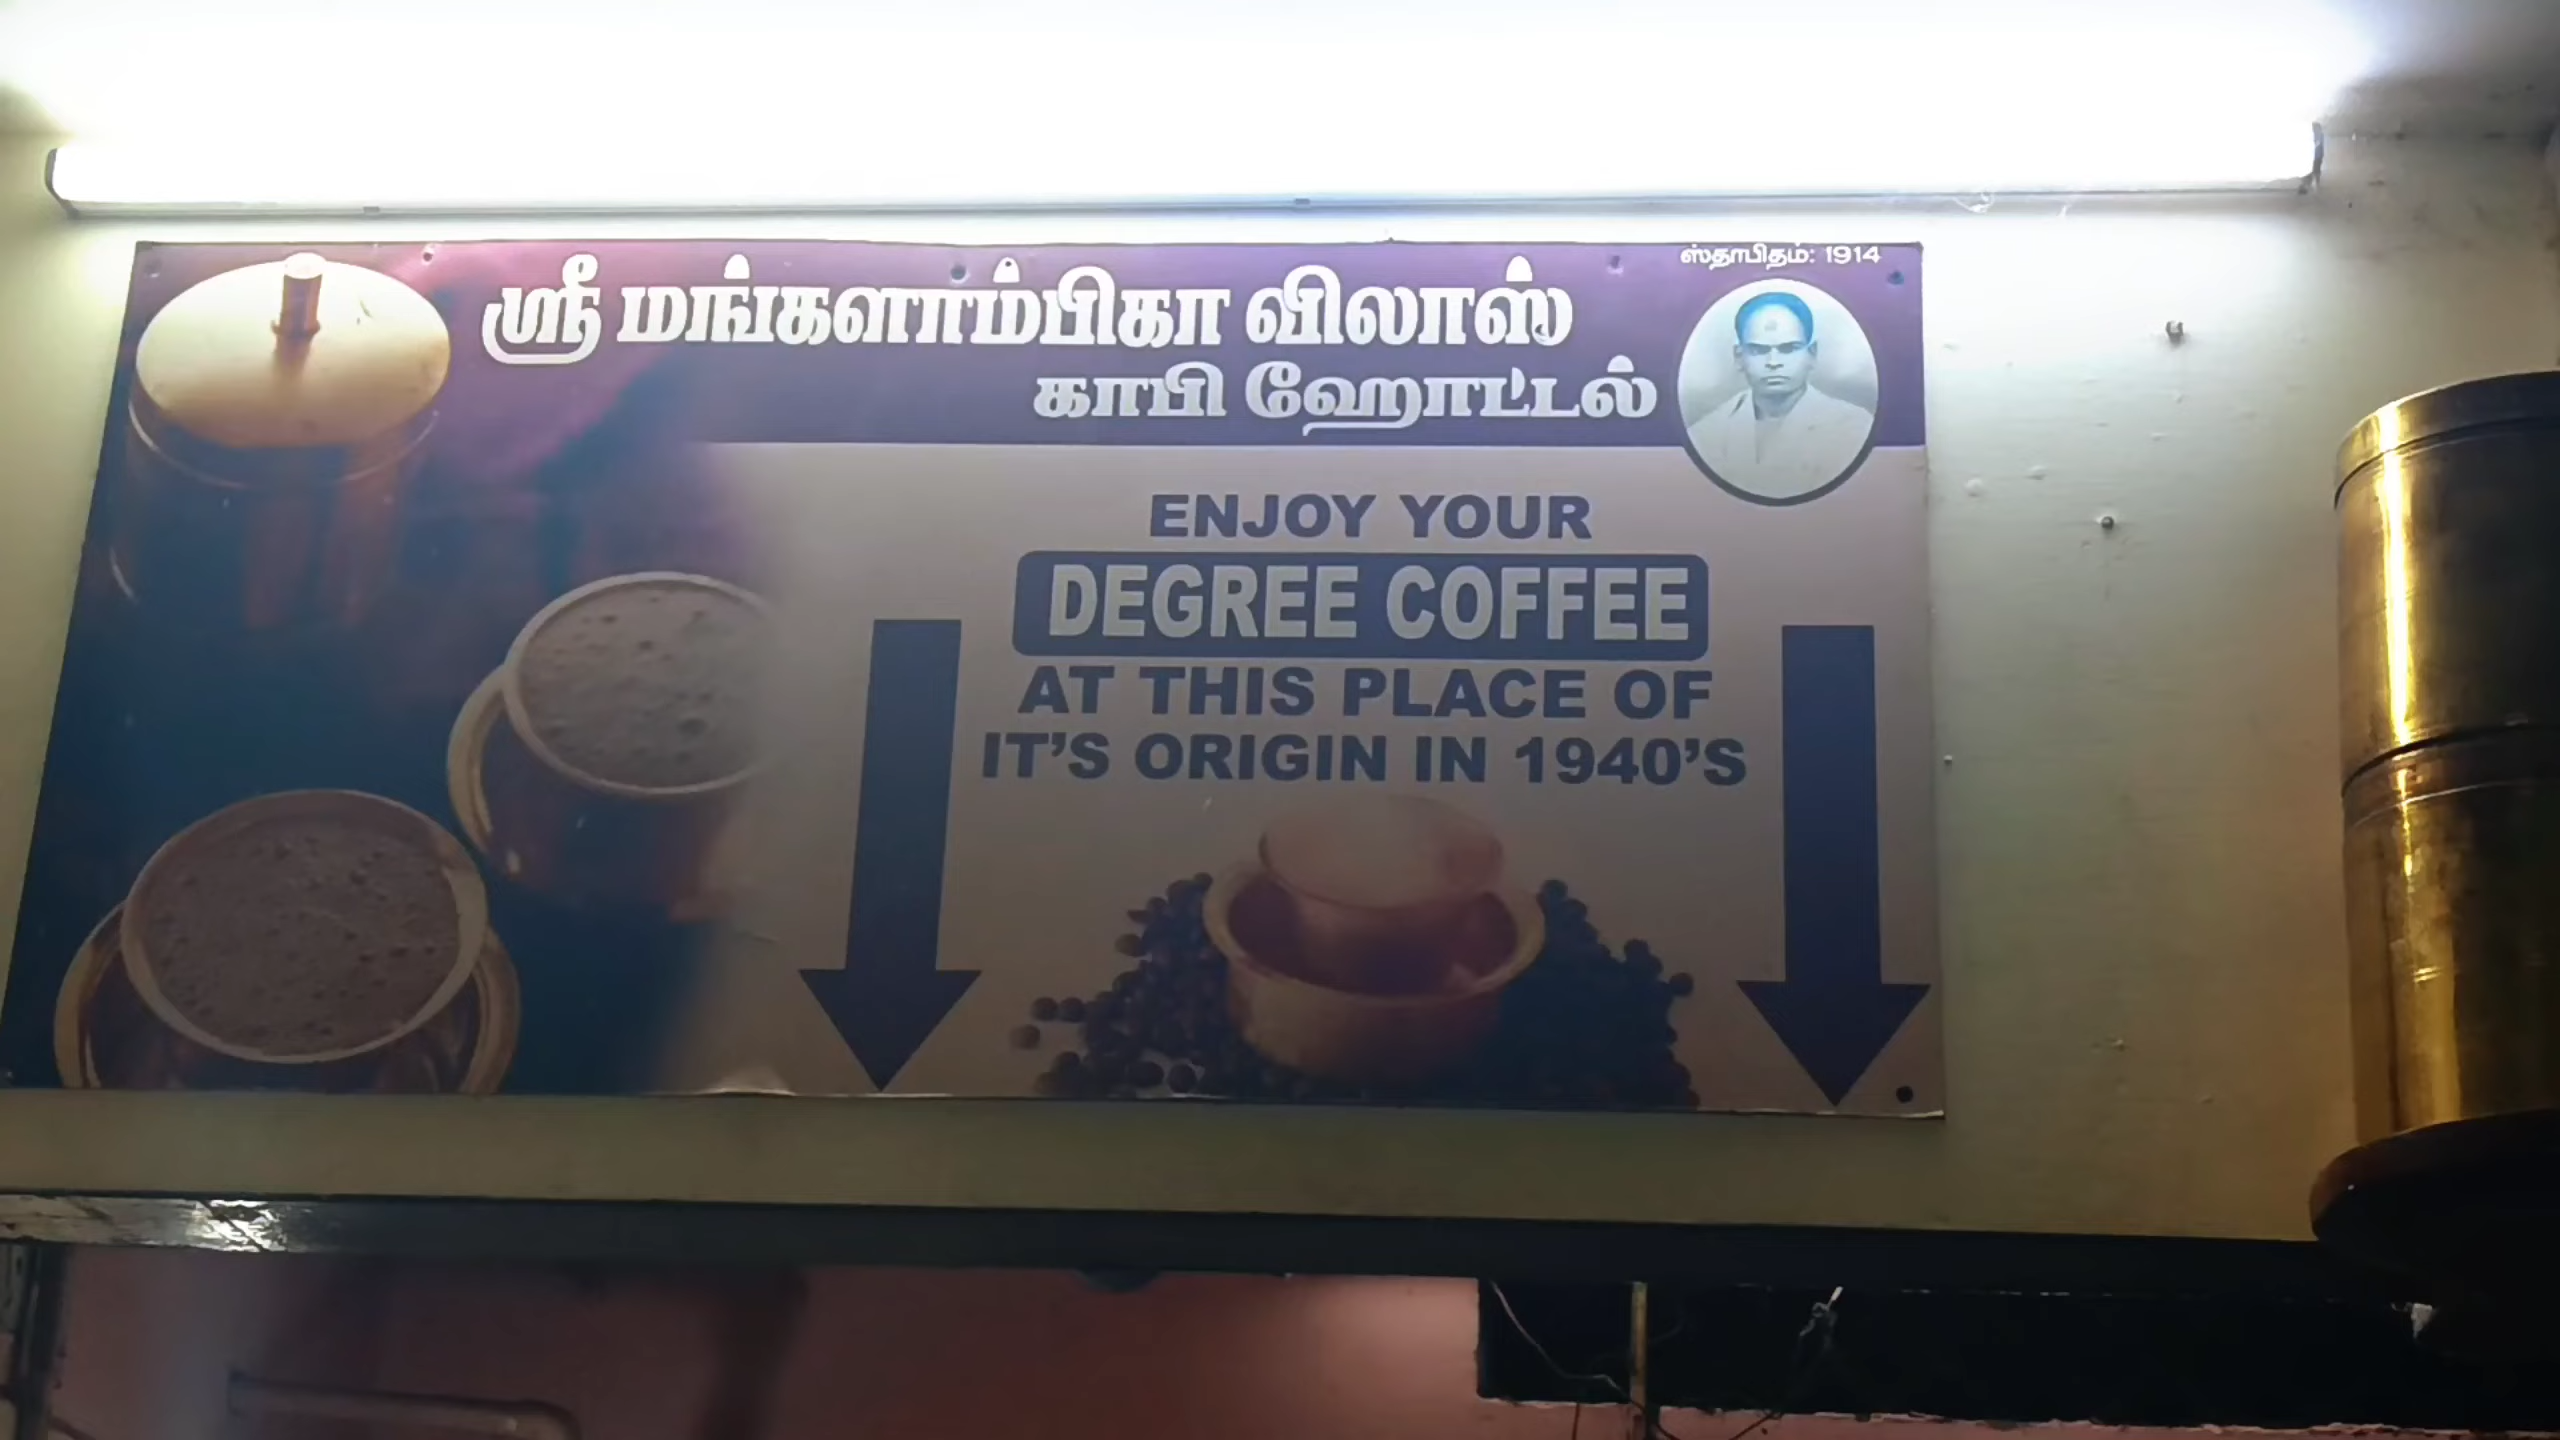 ஸ்தாபிதம்: 1914
ஸ்ரீ மங்களாம்பிகா விலாஸ்
காபி ஹோட்டல்
ENJOY YOUR
DEGREE COFFEE
AT THIS PLACE OF
IT'S ORIGIN IN 1940'S